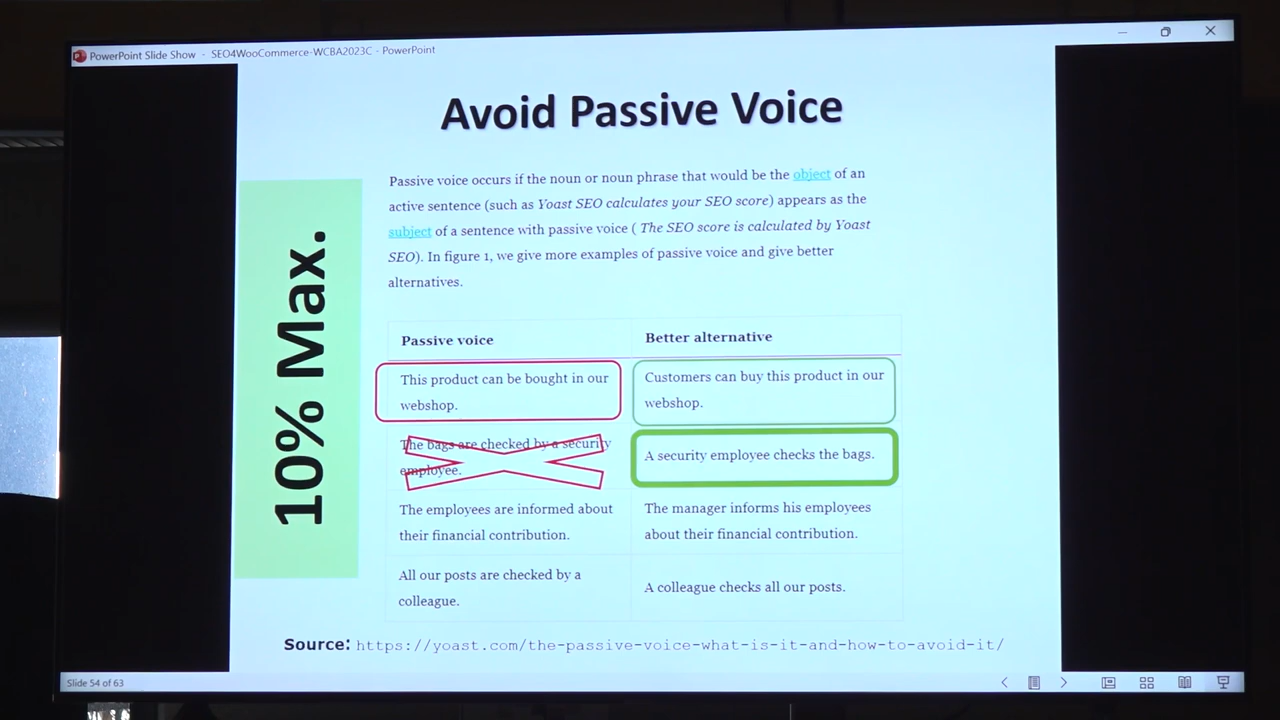 PowerPoint Slide Show - SEO4WooCommerce-WCBA2023C - PowerPoint
Avoid Passive Voice
10% Max.
Passive voice occurs if the noun or noun phrase that would be the object of an
active sentence (such as Yoast SEO calculates your SEO score) appears as the
subject of a sentence with passive voice ( The SEO score is calculated by Yoast
SEO). In figure 1, we give more examples of passive voice and give better
alternatives.
Passive voice
Better alternative
This product can be bought in our
webshop.
Customers can buy this product in our
webshop.
The bags are checked by a security
employee.
A security employee checks the bags.
The employees are informed about
their financial contribution.
The manager informs his employees
about their financial contribution.
All our posts are checked by a
colleague.
A colleague checks all our posts.
Source: https://yoast.com/the-passive-voice-what-is-it-and-how-to-avoid-it/
Slide 54 of 63